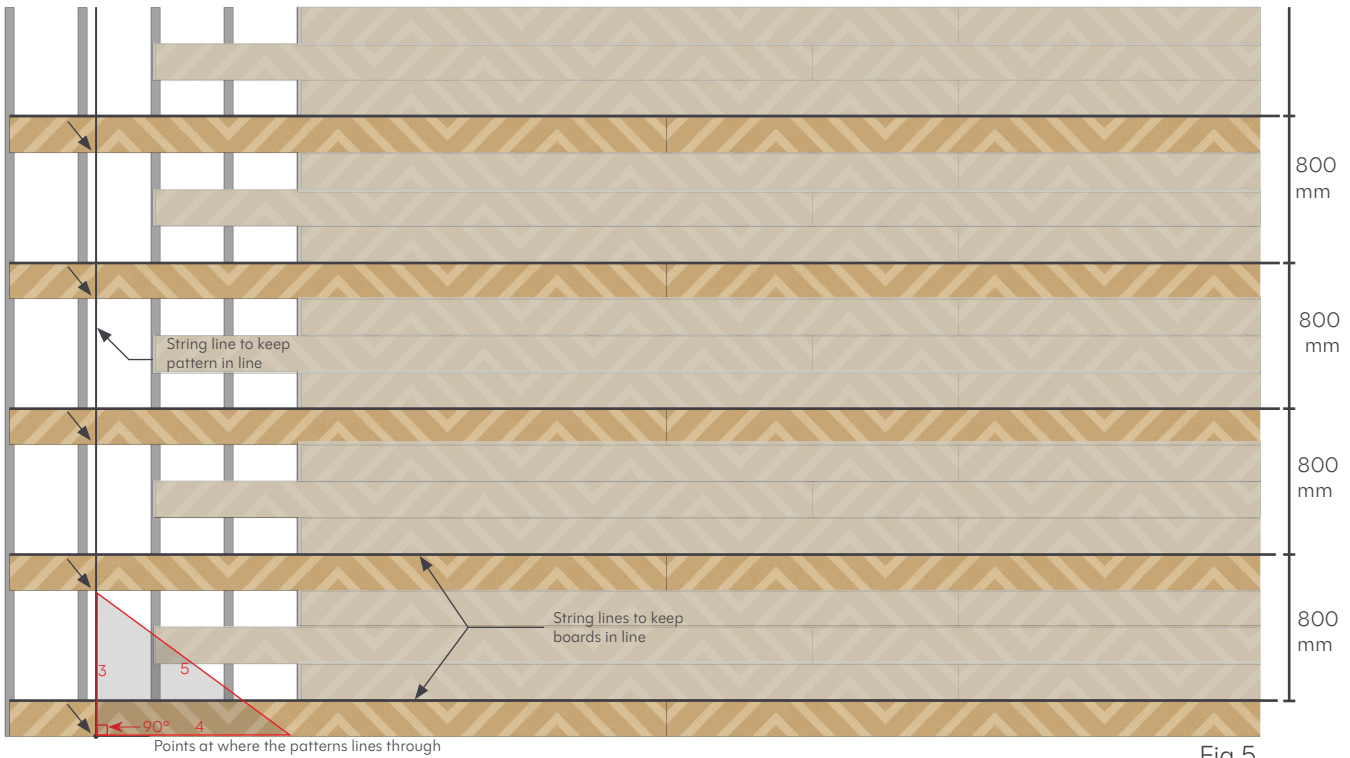 800
mm
800
mm
String line to keep
pattern in line
800
mm
String lines to keep
boards in line
800
mm
3
5
90°
4
Points at where the patterns lines through
Fig 5